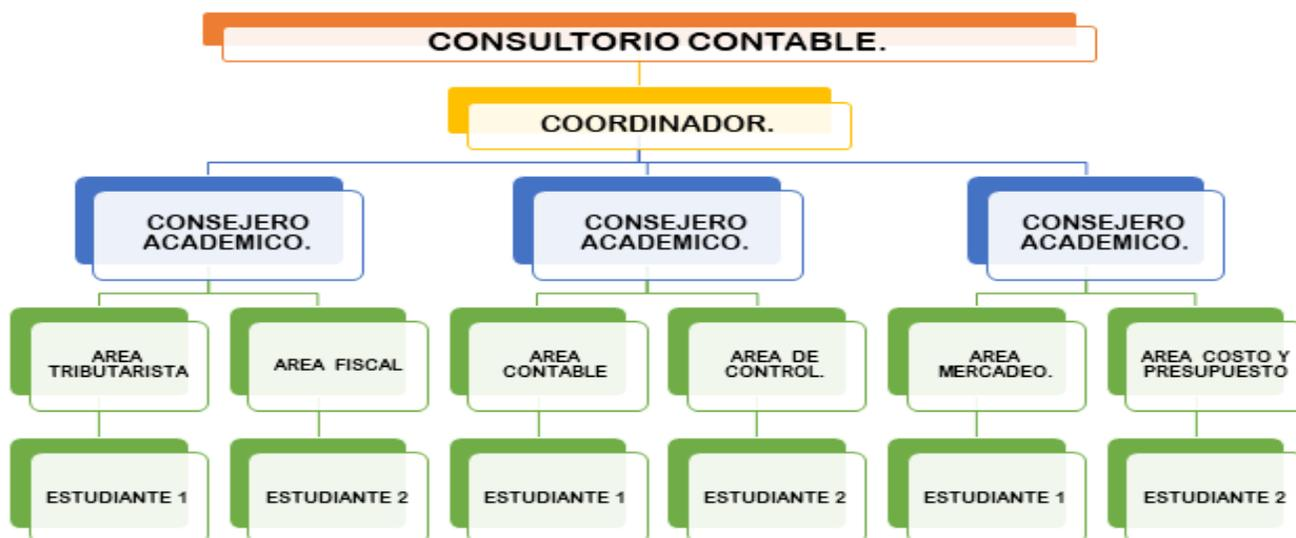 CONSULTORIO CONTABLE.
COORDINADOR.
CONSEJERO
ACADEMICO.
CONSEJERO
ACADEMICO.
CONSEJERO
ACADEMICO.
AREA
TRIBUTARISTA
AREA FISCAL
AREA
CONTABLE
AREA DE
CONTROL.
AREA
MERCADEO.
AREA COSTO Y
PRESUPUESTO
ESTUDIANTE 1
ESTUDIANTE 2
ESTUDIANTE 1
ESTUDIANTE 2
ESTUDIANTE 1
ESTUDIANTE 2